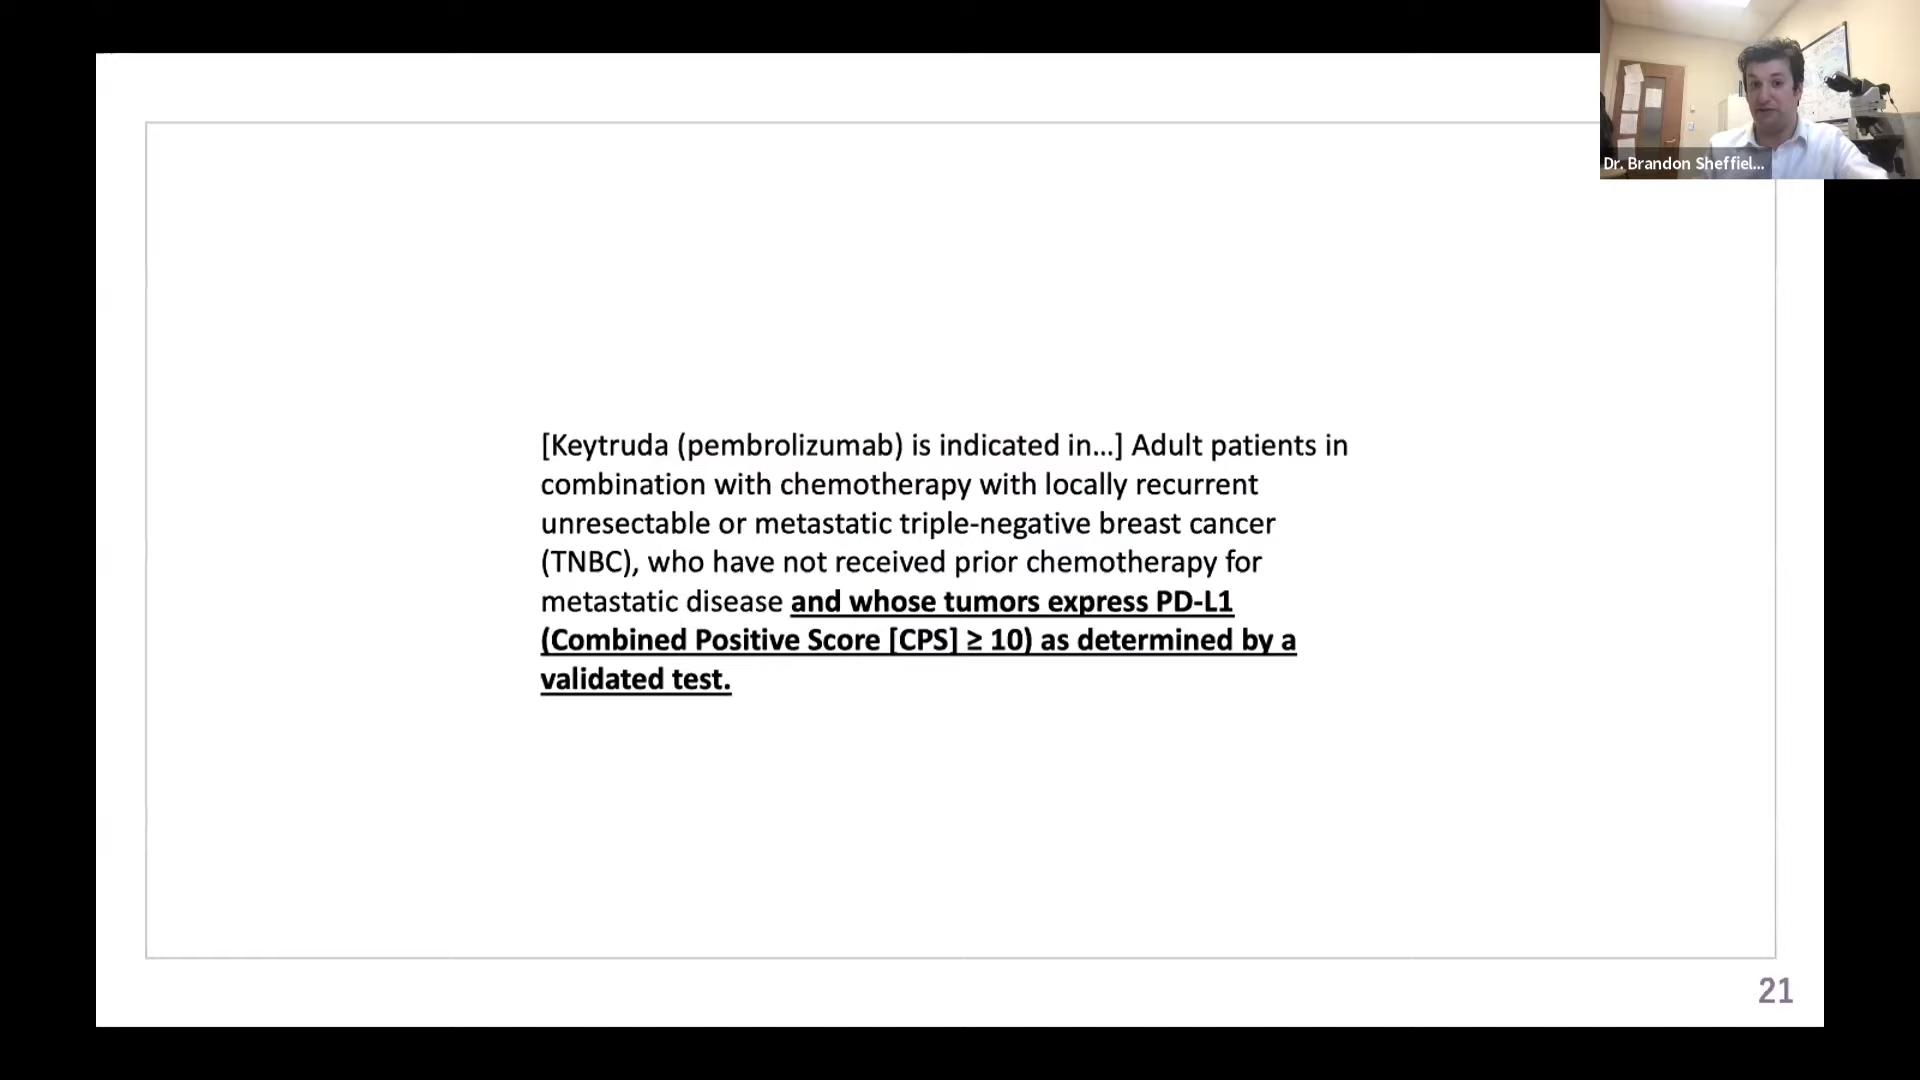 Dr. Brandon Sheffiel...
[Keytruda (pembrolizumab) is indicated in...] Adult patients in
combination with chemotherapy with locally recurrent
unresectable or metastatic triple-negative breast cancer
(TNBC), who have not received prior chemotherapy for
metastatic disease and whose tumors express PD-L1
(Combined Positive Score [CPS] ≥ 10) as determined by a
validated test.
21